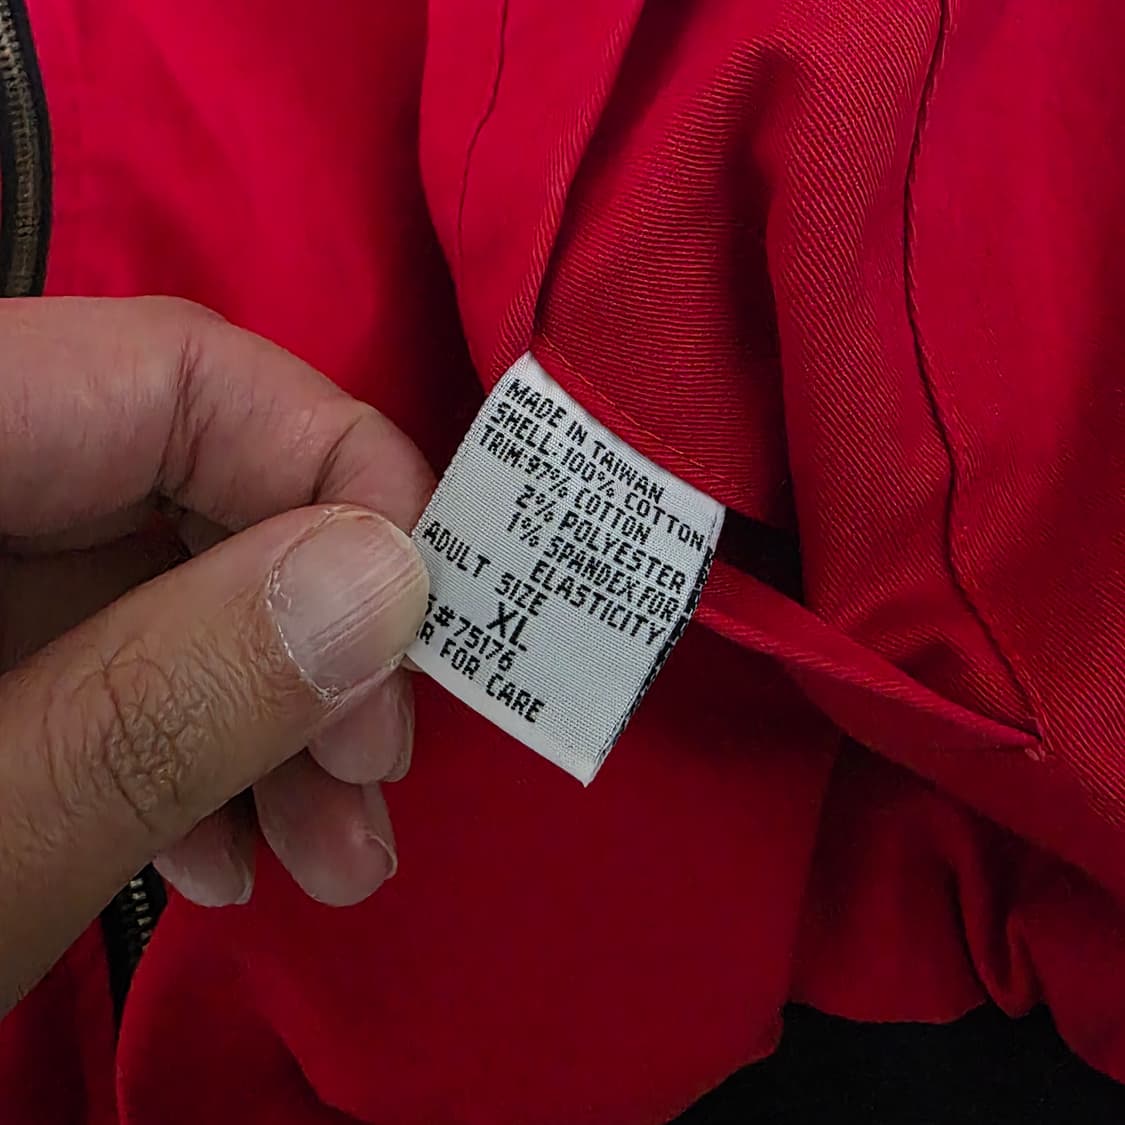 MADE IN TAIWAN
SHELL: 100% COTTON
TRIM: 97% COTTON
2% POLYESTER
1% SPANDEX FOR
ELASTICITY
ADULT SIZE
XL
#75176
FOR CARE